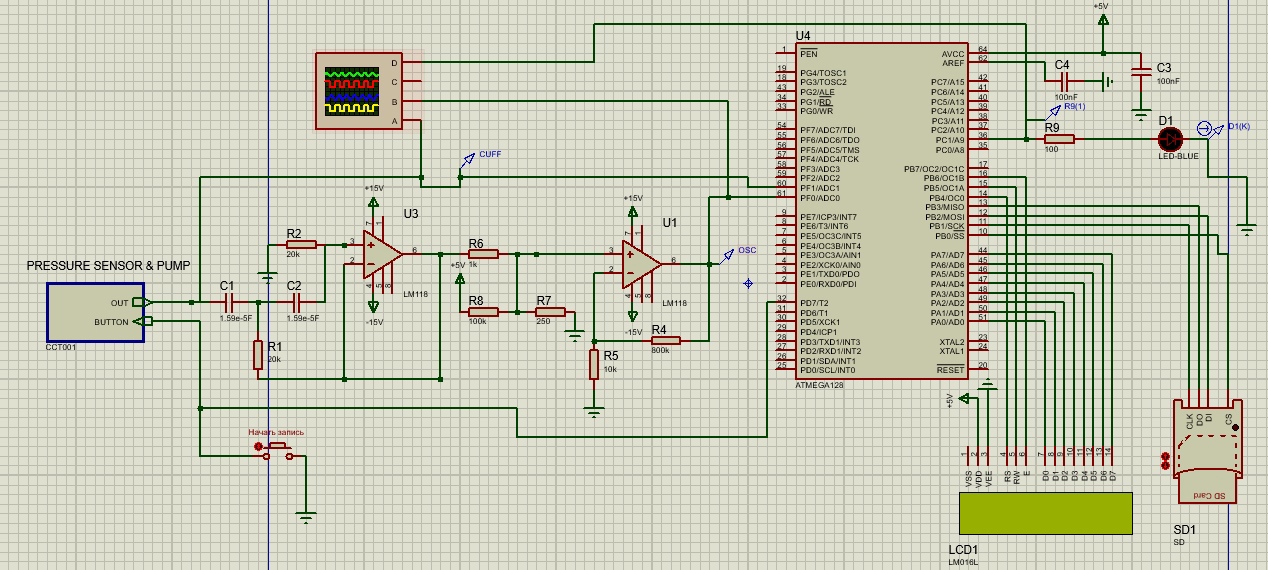 +5V
U4
1 PEN
19 PG4/TOSC1
18 PG3/TOSC2
43 PG2/ALE
34 PG1/RD
33 PG0/WR
54 PF7/ADC7/TDI
55 PF6/ADC6/TDO
56 PF5/ADC5/TMS
57 PF4/ADC4/TCK
58 PF3/ADC3
59 PF2/ADC2
60 PF1/ADC1
61 PF0/ADC0
9 PE7/ICP3/INT7
8 PE6/T3/INT6
7 PE5/OC3C/INT5
6 PE4/OC3B/INT4
5 PE3/OC3A/AIN1
4 PE2/XCK0/AIN0
3 PE1/TXD0/PDO
2 PE0/RXD0/PDI
32 PD7/T2
31 PD6/T1
30 PD5/XCK1
29 PD4/ICP1
28 PD3/TXD1/INT3
27 PD2/RXD1/INT2
26 PD1/SDA/INT1
25 PD0/SCL/INT0
AVCC 64
AREF 62
PC7/A15 42
PC6/A14 41
PC5/A13 40
PC4/A12 39
PC3/A11 38
PC2/A10 37
PC1/A9 36
PC0/A8 35
PB7/OC2/OC1C 17
PB6/OC1B 16
PB5/OC1A 15
PB4/OC0 14
PB3/MISO 13
PB2/MOSI 12
PB1/SCK 11
PB0/SS 10
PA7/AD7 44
PA6/AD6 45
PA5/AD5 46
PA4/AD4 47
PA3/AD3 48
PA2/AD2 49
PA1/AD1 50
PA0/AD0 51
XTAL2 23
XTAL1 24
RESET 20
ATMEGA128
C4
100nF
C3
100nF
R9(1)
R9
100
D1
LED-BLUE
D1(K)
D
C
B
A
CUFF
+15V
U3
7 1
3
2
6
4 5 8
LM118
-15V
+15V
U1
7 1
3
2
6
4 5 8
LM118
-15V
OSC
R2
20k
R6
1k
+5V
R8
100k
R7
250
R4
800k
R5
10k
PRESSURE SENSOR & PUMP
OUT
BUTTON
CCT001
C1
1.59e-5F
C2
1.59e-5F
R1
20k
Начать запись
+5V
1 2 3 4 5 6 7 8 9 10 11 12 13 14
VSS VDD VEE RS RW E D0 D1 D2 D3 D4 D5 D6 D7
LCD1
LM016L
CLK DO DI CS
SD Card
SD1
SD